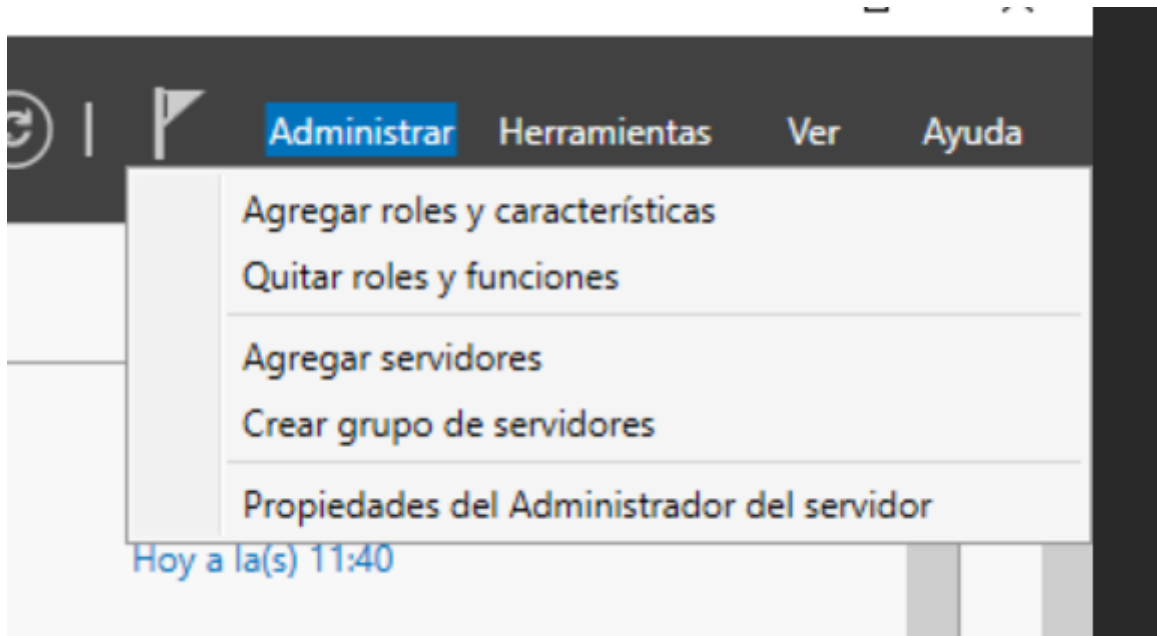 Administrar Herramientas Ver Ayuda
Agregar roles y características
Quitar roles y funciones
Agregar servidores
Crear grupo de servidores
Propiedades del Administrador del servidor
Hoy a la(s) 11:40